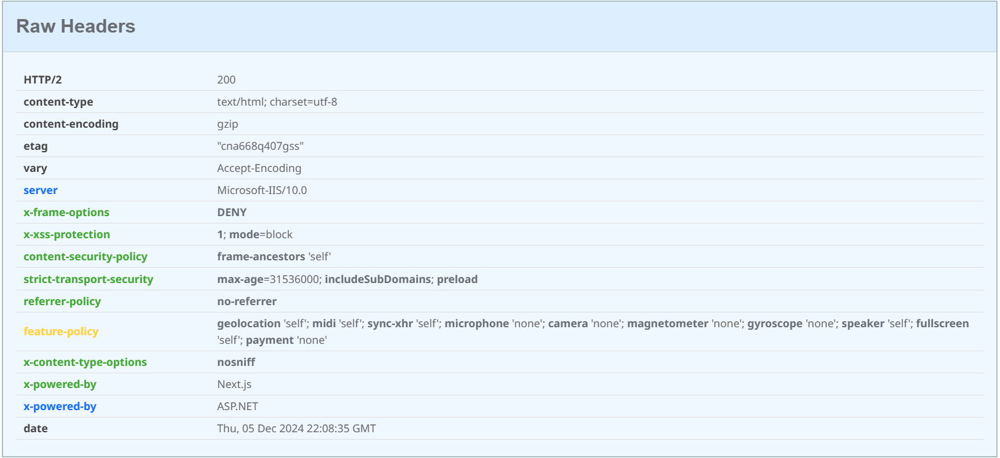 Raw Headers
HTTP/2 200
content-type text/html; charset=utf-8
content-encoding gzip
etag "cna668q407gss"
vary Accept-Encoding
server Microsoft-IIS/10.0
x-frame-options DENY
x-xss-protection 1; mode=block
content-security-policy frame-ancestors 'self'
strict-transport-security max-age=31536000; includeSubDomains; preload
referrer-policy no-referrer
feature-policy geolocation 'self'; midi 'self'; sync-xhr 'self'; microphone 'none'; camera 'none'; magnetometer 'none'; gyroscope 'none'; speaker 'self'; fullscreen
'self'; payment 'none'
x-content-type-options nosniff
x-powered-by Next.js
x-powered-by ASP.NET
date Thu, 05 Dec 2024 22:08:35 GMT